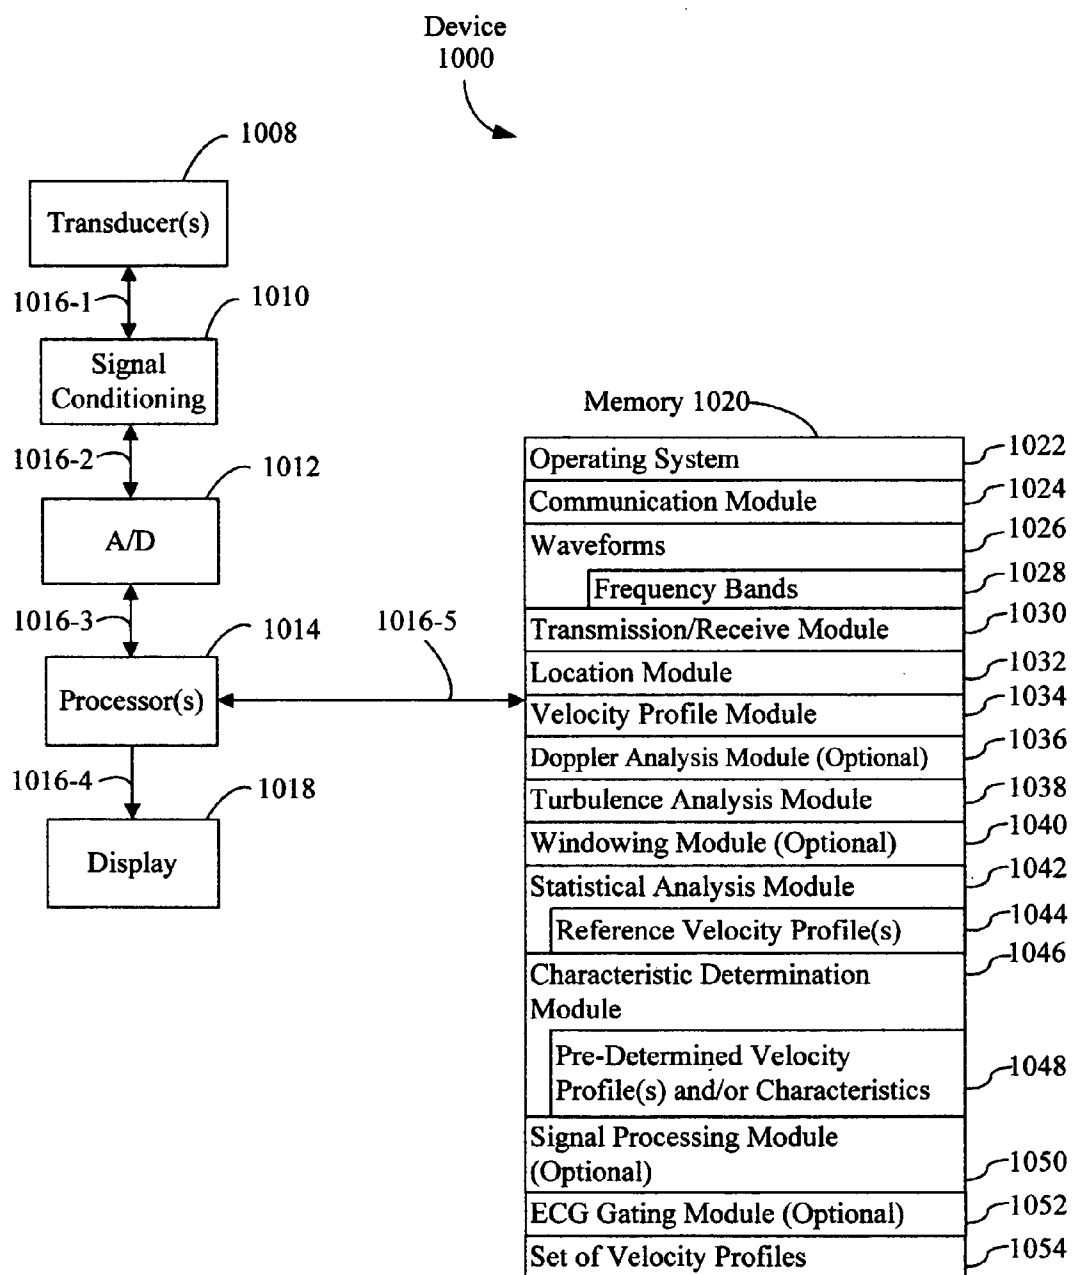 Device
1000
1008
Transducer(s)
1016-1
1010
Signal
Conditioning
1016-2
1012
A/D
1016-3
1014
Processor(s)
1016-5
1016-4
1018
Display
Memory 1020
Operating System
1022
Communication Module
1024
Waveforms
1026
Frequency Bands
1028
Transmission/Receive Module
1030
Location Module
1032
Velocity Profile Module
1034
Doppler Analysis Module (Optional)
1036
Turbulence Analysis Module
1038
Windowing Module (Optional)
1040
Statistical Analysis Module
1042
Reference Velocity Profile(s)
1044
Characteristic Determination
Module
1046
Pre-Determined Velocity
Profile(s) and/or Characteristics
1048
Signal Processing Module
(Optional)
1050
ECG Gating Module (Optional)
1052
Set of Velocity Profiles
1054